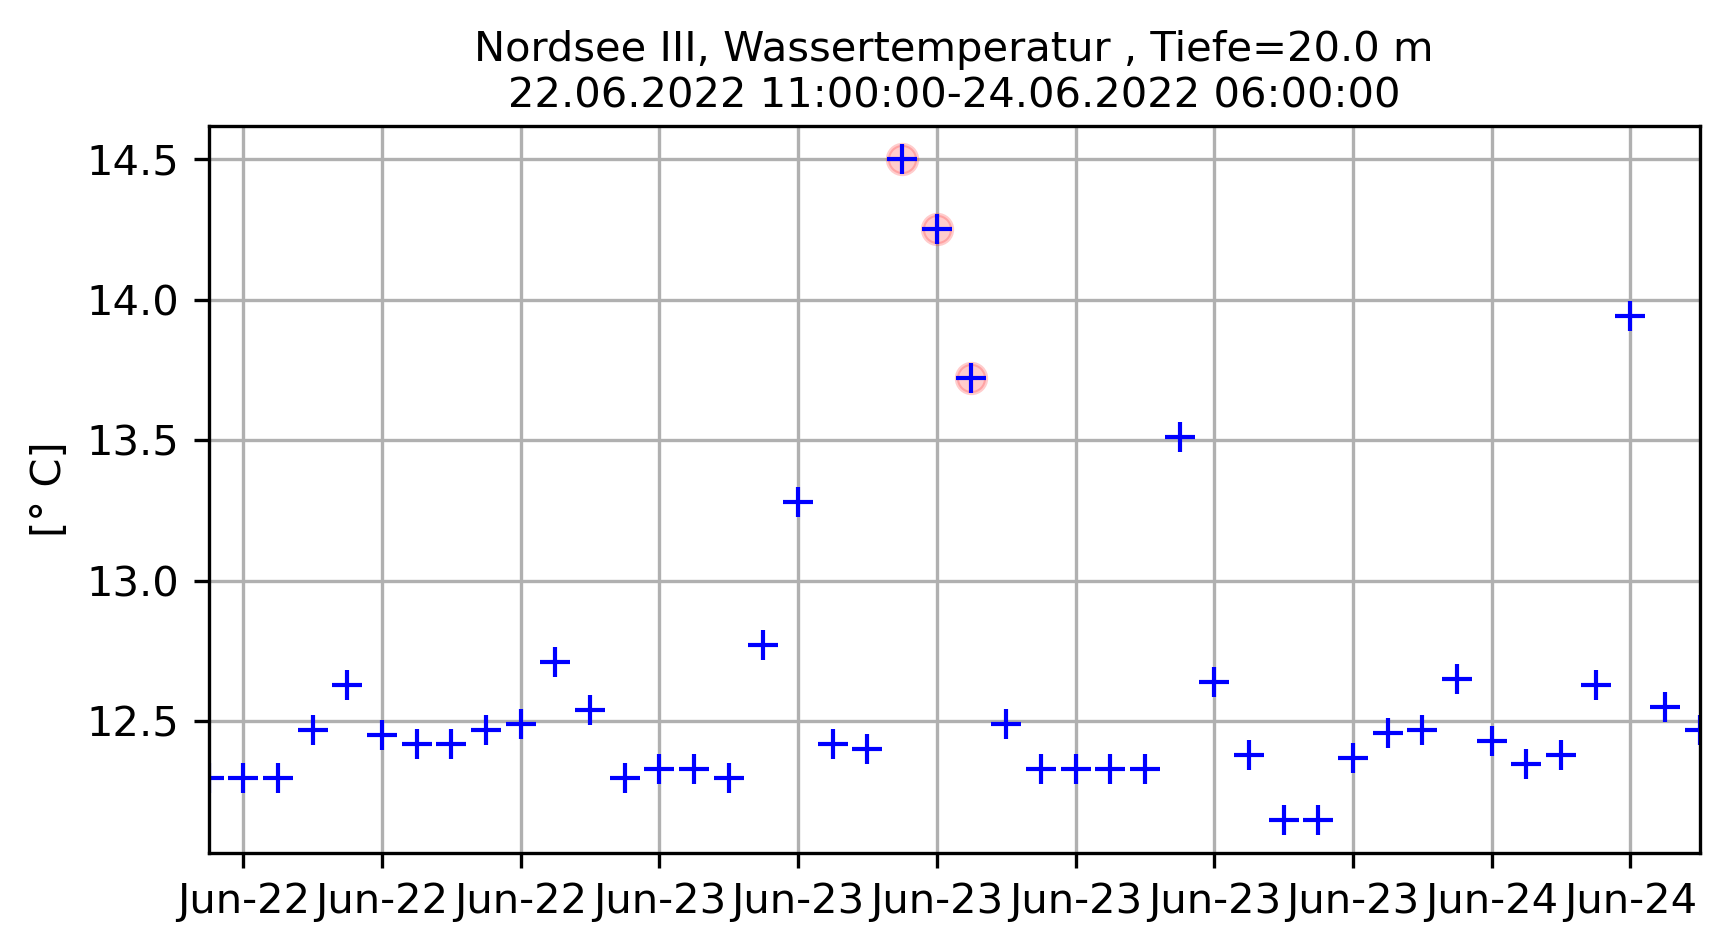 Nordsee III, Wassertemperatur , Tiefe=20.0 m
22.06.2022 11:00:00-24.06.2022 06:00:00
14.5
14.0
13.5
13.0
12.5
[° C]
Jun-22 Jun-22 Jun-22 Jun-23 Jun-23 Jun-23 Jun-23 Jun-23 Jun-23 Jun-24 Jun-24